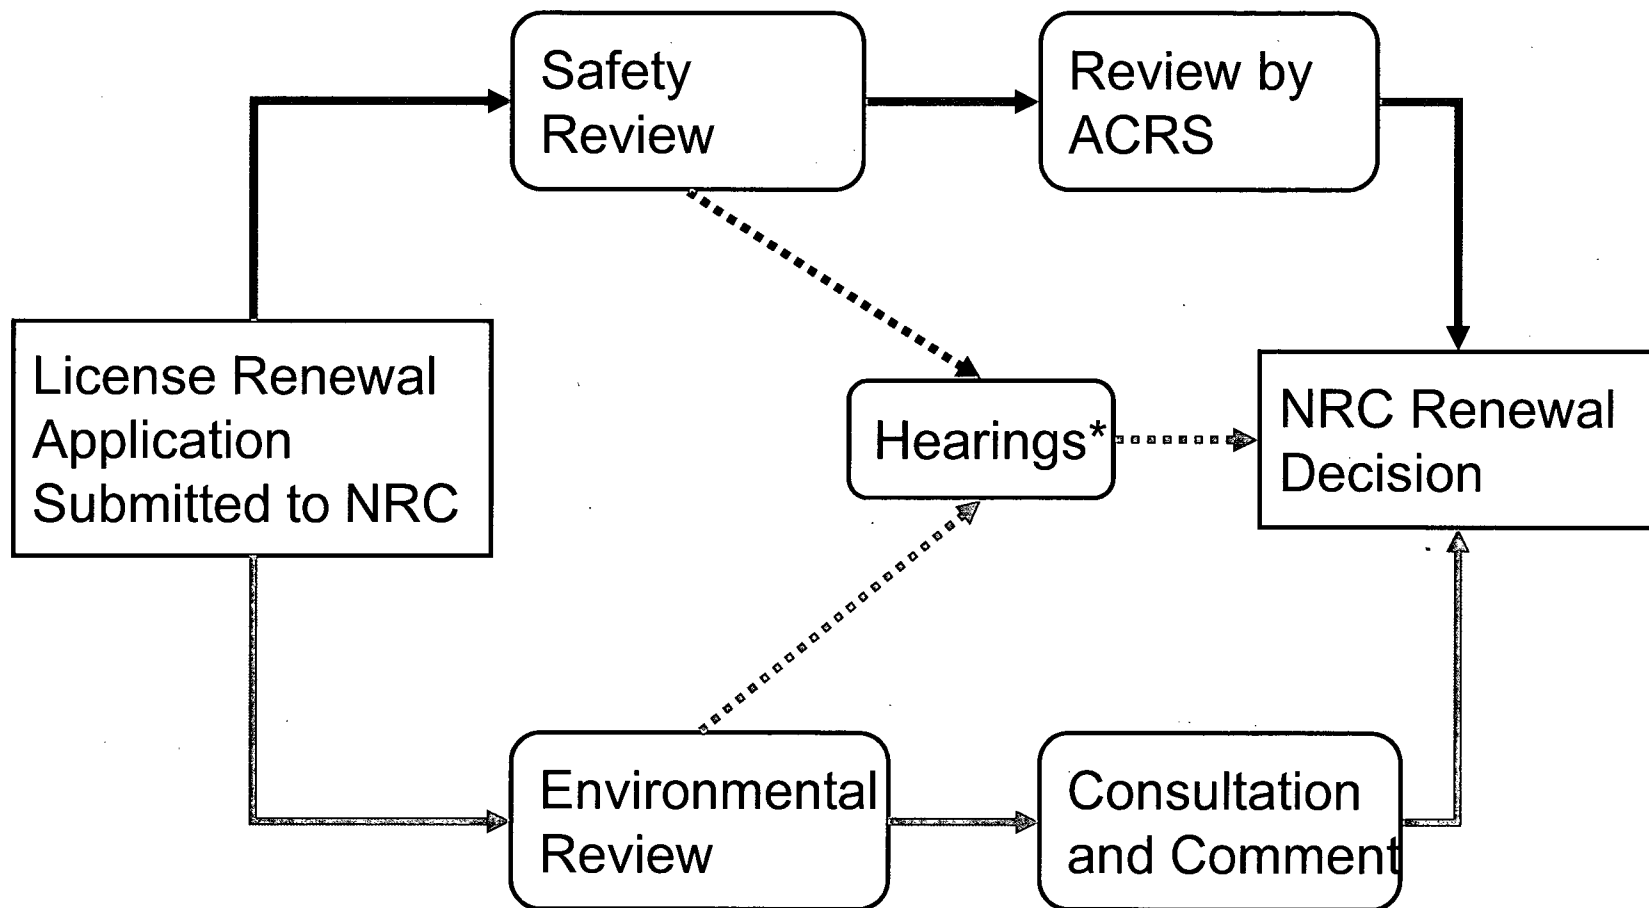 Safety
Review
Review by
ACRS
License Renewal
Application
Submitted to NRC
Hearings*
NRC Renewal
Decision
Environmental
Review
Consultation
and Comment